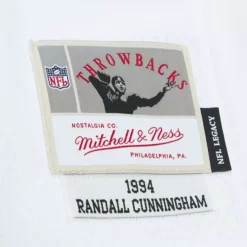 THROWBACKS
NFL
NOSTALGIA CO.
Mitchell & Ness
PHILADELPHIA, PA.
NFL LEGACY
1994
RANDALL CUNNINGHAM